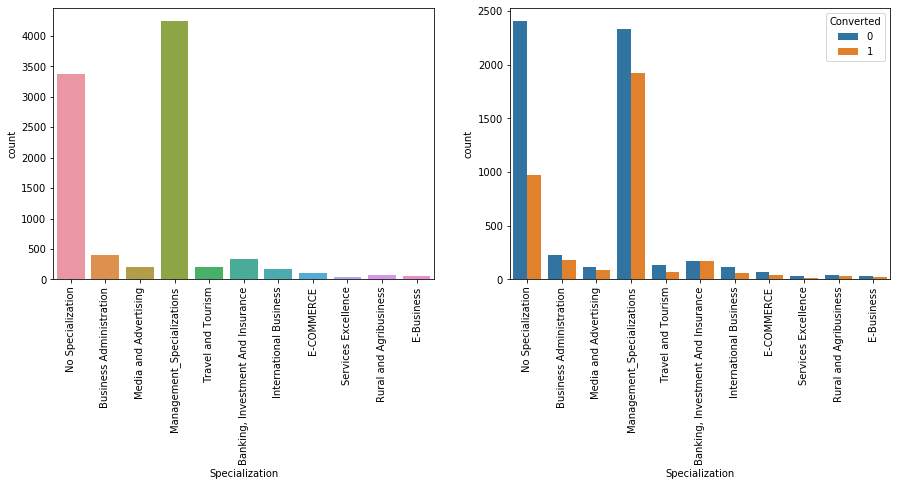 4000
3500
3000
2500
2000
1500
1000
500
0
count
No Specialization
Business Administration
Media and Advertising
Management_Specializations
Travel and Tourism
Banking, Investment And Insurance
International Business
E-COMMERCE
Services Excellence
Rural and Agribusiness
E-Business
Specialization
2500
2000
1500
1000
500
0
count
Converted
0
1
No Specialization
Business Administration
Media and Advertising
Management_Specializations
Travel and Tourism
Banking, Investment And Insurance
International Business
E-COMMERCE
Services Excellence
Rural and Agribusiness
E-Business
Specialization